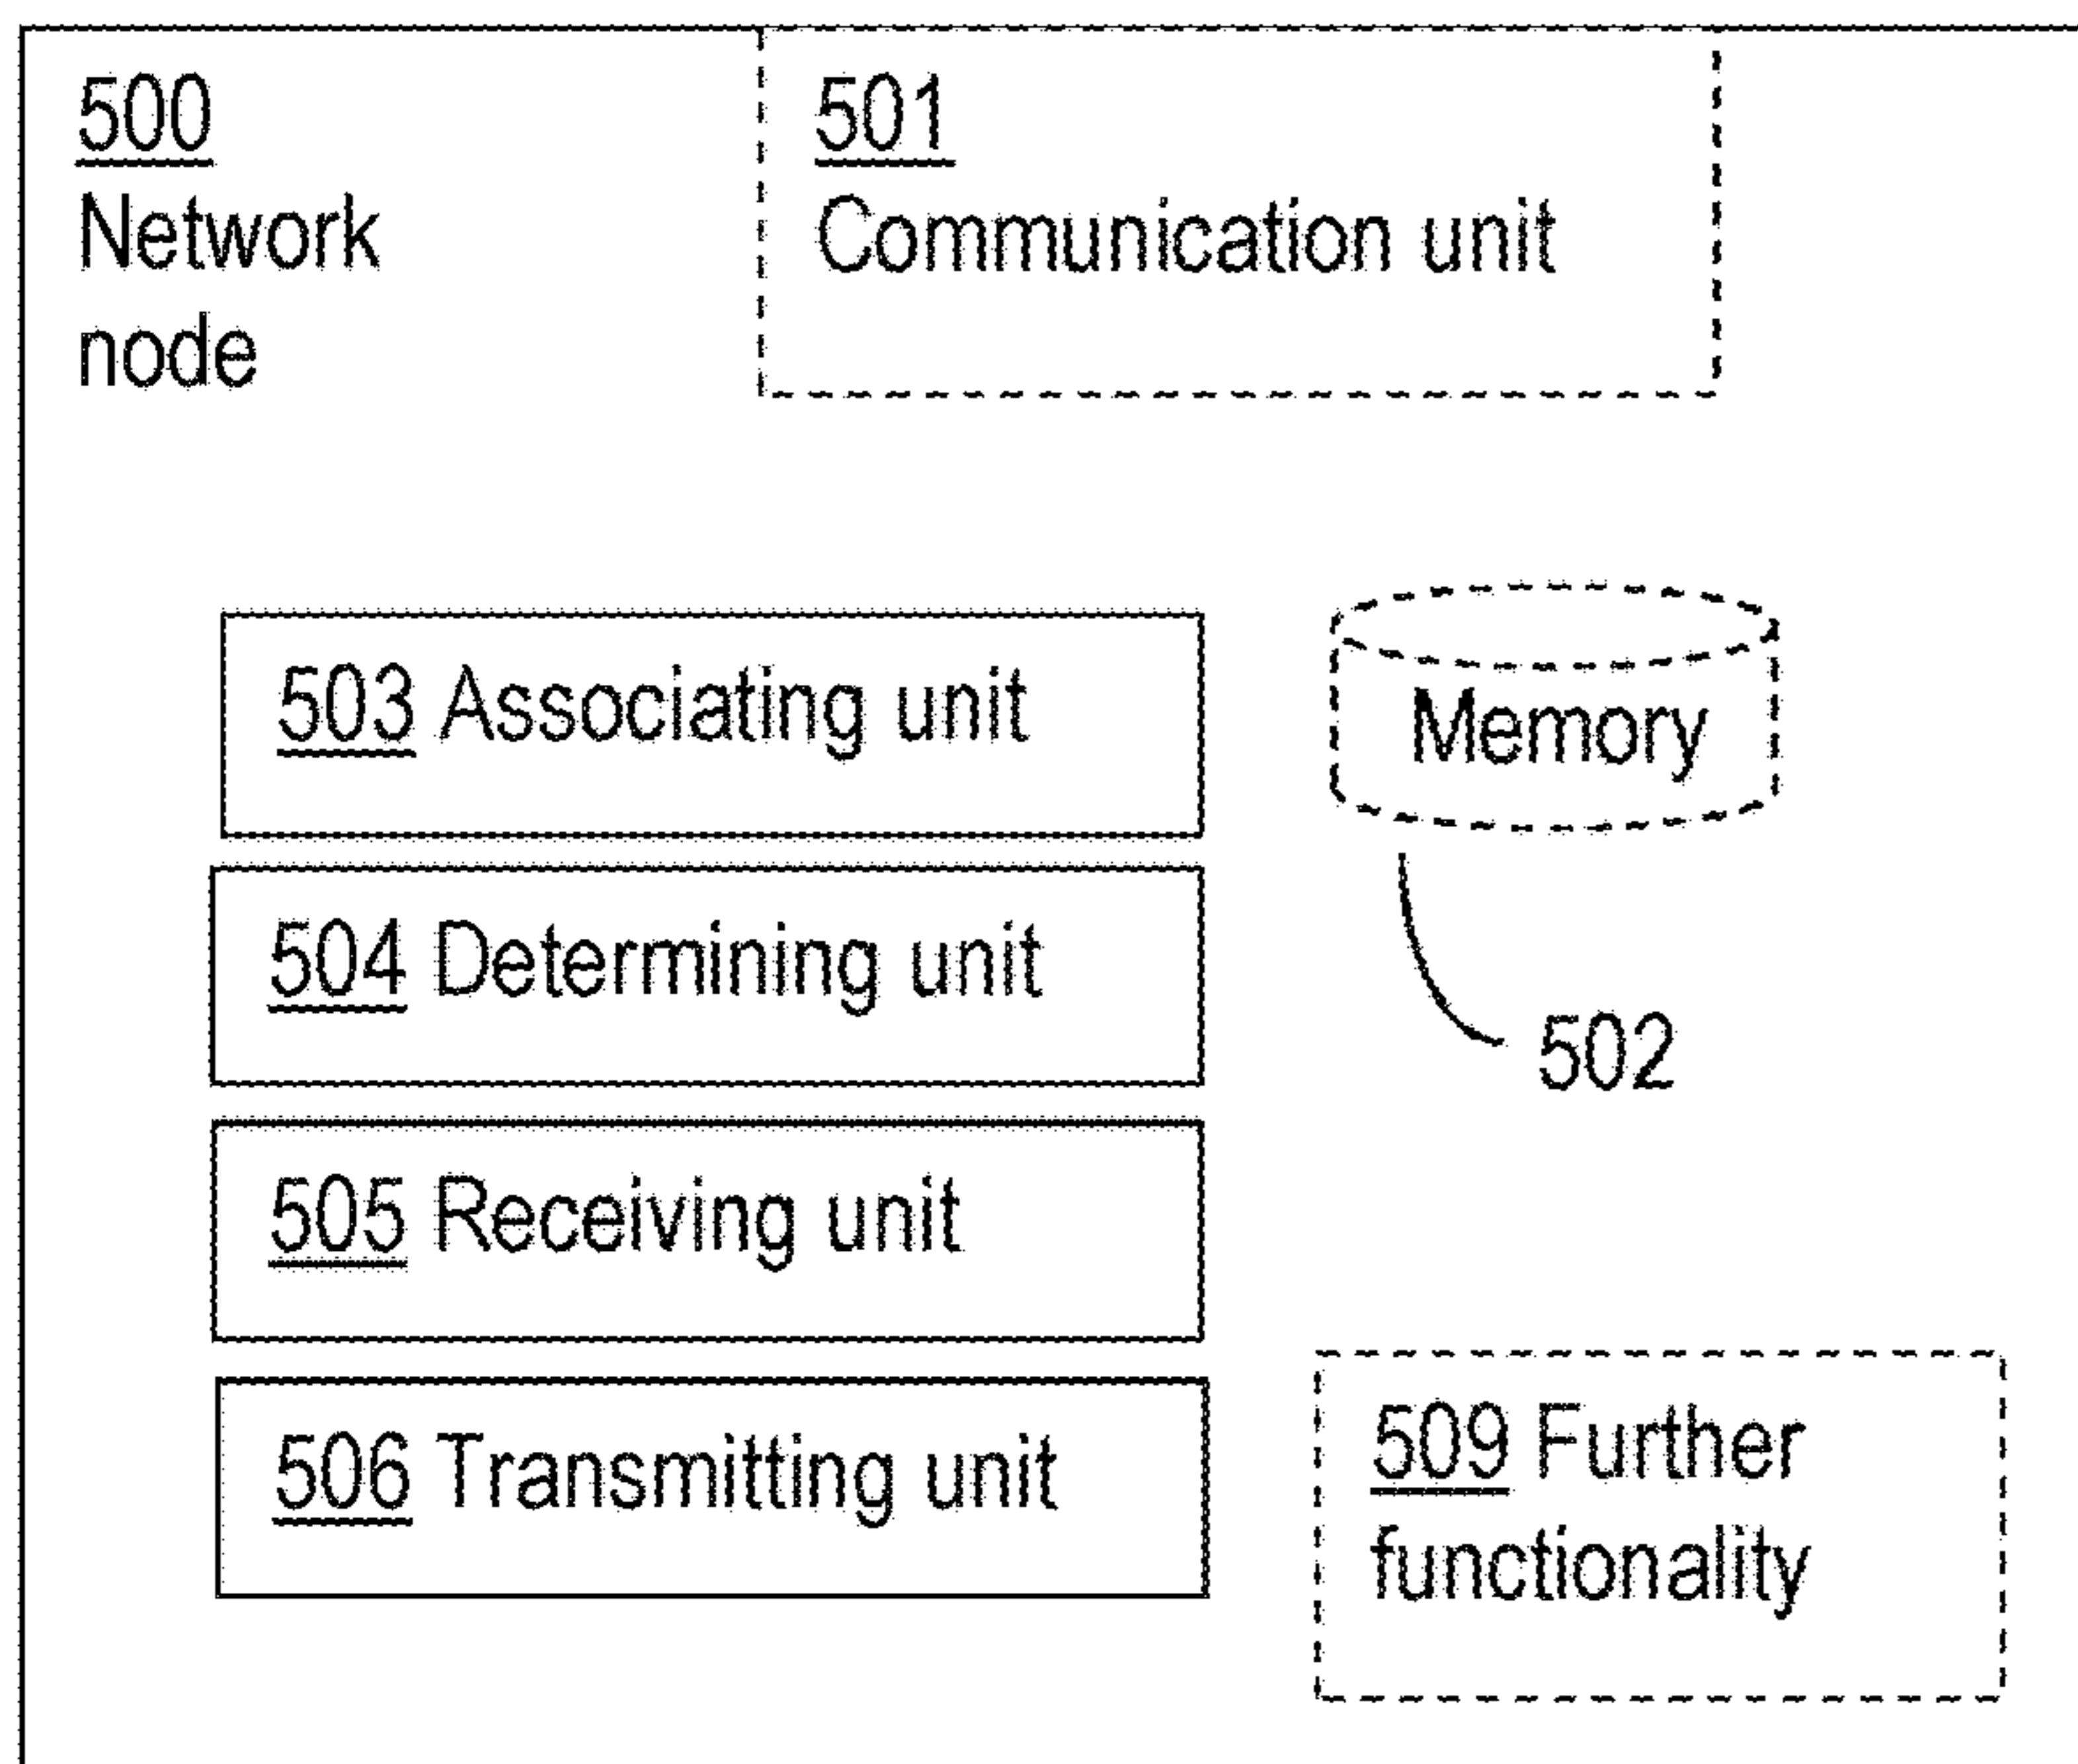 500
Network
node
501
Communication unit
503 Associating unit
Memory
504 Determining unit
502
505 Receiving unit
506 Transmitting unit
509 Further
functionality